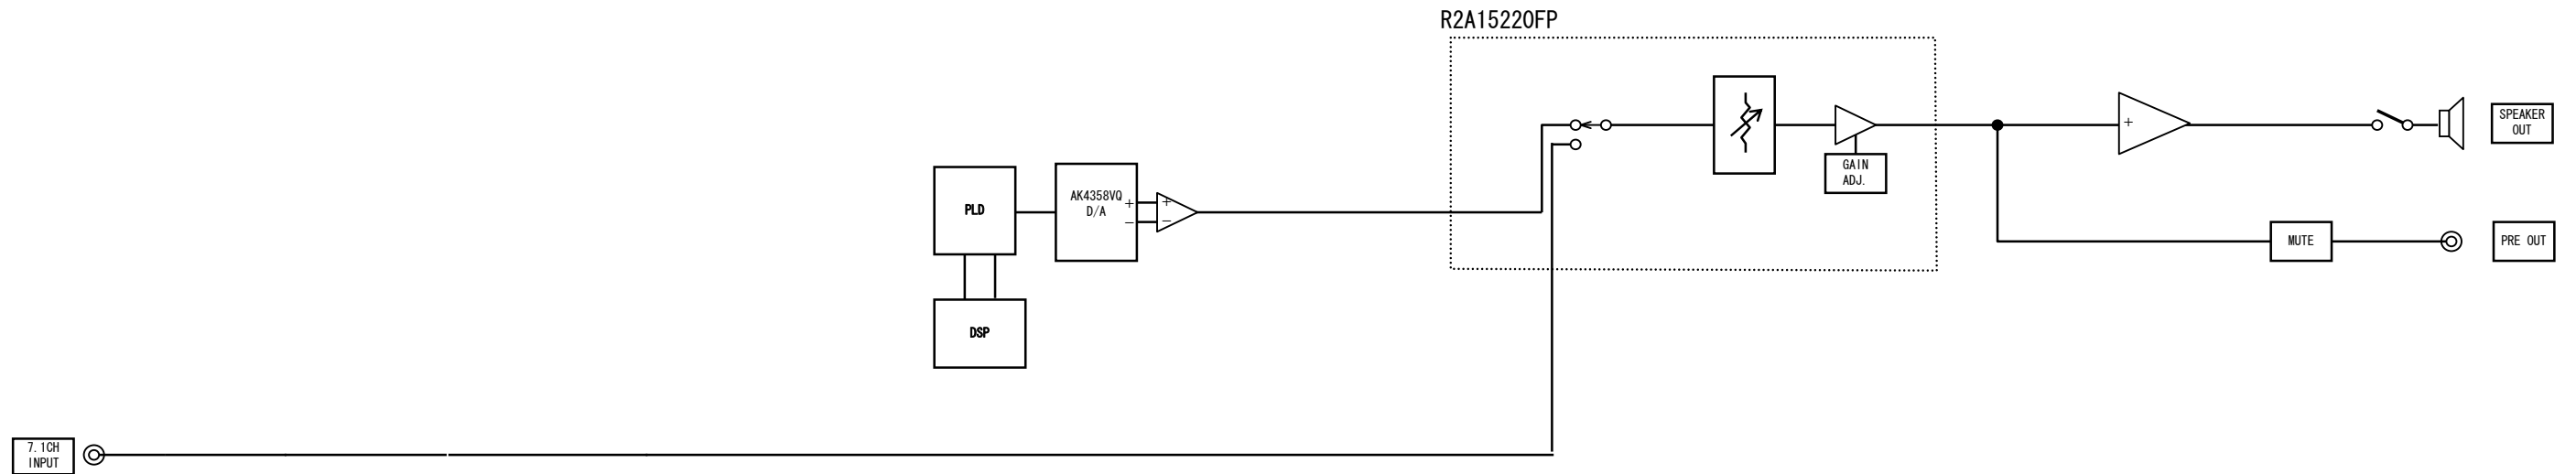 R2A15220FP
SPEAKER
OUT
+
GAIN
ADJ.
PLD
AK4358VQ
D/A
+
−
+
−
MUTE
PRE OUT
DSP
7.1CH
INPUT